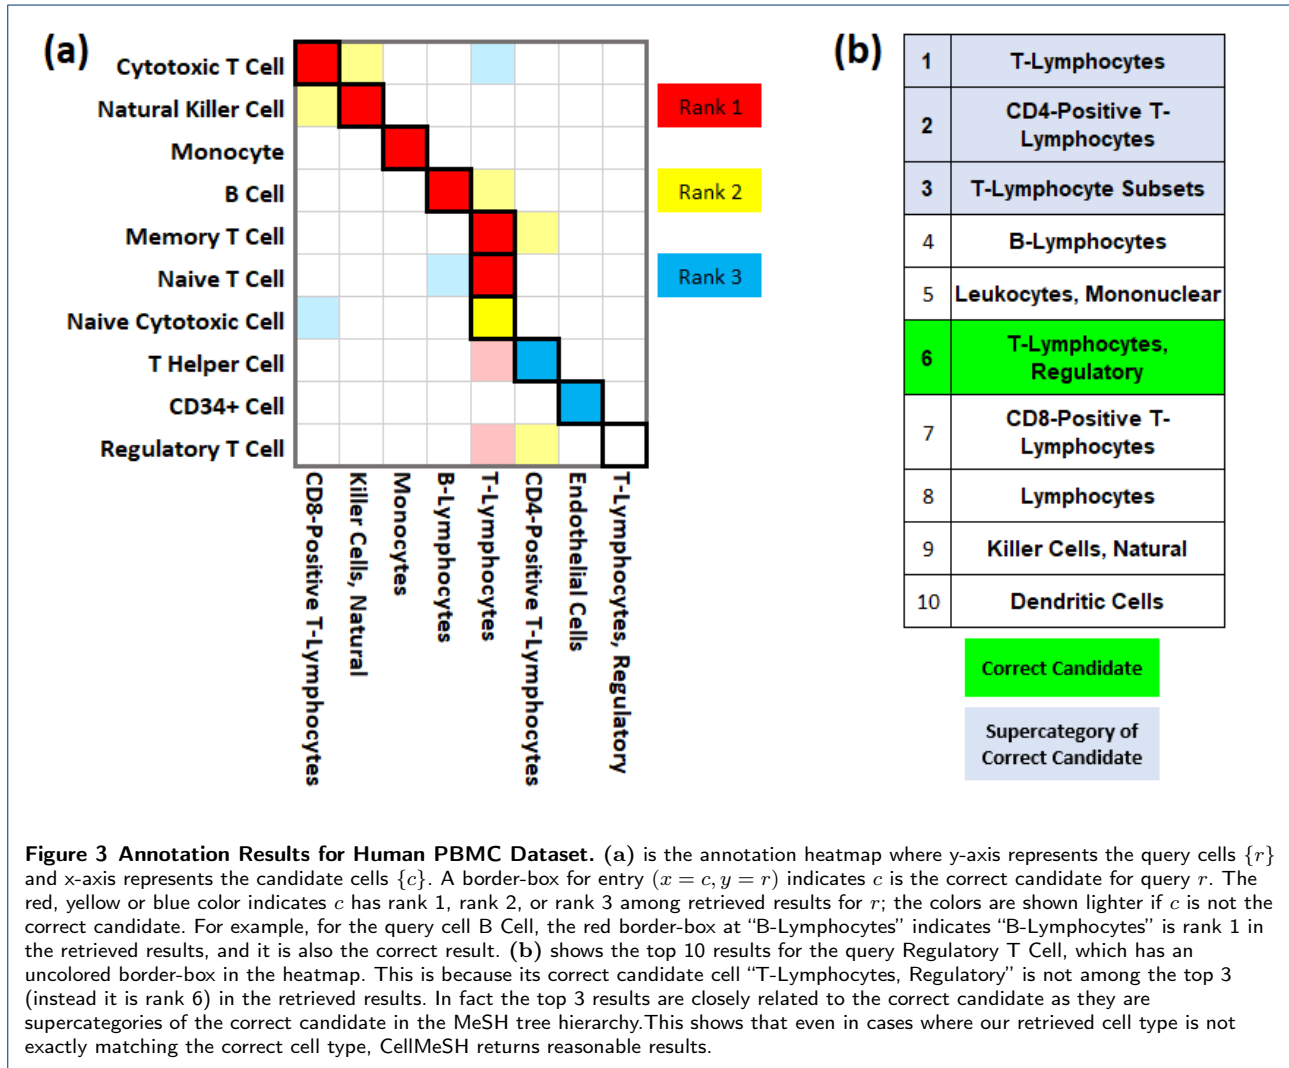 (a)
Cytotoxic T Cell
Natural Killer Cell
Monocyte
B Cell
Memory T Cell
Naive T Cell
Naive Cytotoxic Cell
T Helper Cell
CD34+ Cell
Regulatory T Cell
CD8-Positive T-Lymphocytes
Killer Cells, Natural
Monocytes
B-Lymphocytes
T-Lymphocytes
CD4-Positive T-Lymphocytes
Endothelial Cells
T-Lymphocytes, Regulatory
Rank 1
Rank 2
Rank 3
(b)
1 T-Lymphocytes
2 CD4-Positive T-
Lymphocytes
3 T-Lymphocyte Subsets
4 B-Lymphocytes
5 Leukocytes, Mononuclear
6 T-Lymphocytes,
Regulatory
7 CD8-Positive T-
Lymphocytes
8 Lymphocytes
9 Killer Cells, Natural
10 Dendritic Cells
Correct Candidate
Supercategory of
Correct Candidate
Figure 3 Annotation Results for Human PBMC Dataset. (a) is the annotation heatmap where y-axis represents the query cells {r}
and x-axis represents the candidate cells {c}. A border-box for entry (x = c, y = r) indicates c is the correct candidate for query r. The
red, yellow or blue color indicates c has rank 1, rank 2, or rank 3 among retrieved results for r; the colors are shown lighter if c is not the
correct candidate. For example, for the query cell B Cell, the red border-box at “B-Lymphocytes” indicates “B-Lymphocytes” is rank 1 in
the retrieved results, and it is also the correct result. (b) shows the top 10 results for the query Regulatory T Cell, which has an
uncolored border-box in the heatmap. This is because its correct candidate cell “T-Lymphocytes, Regulatory” is not among the top 3
(instead it is rank 6) in the retrieved results. In fact the top 3 results are closely related to the correct candidate as they are
supercategories of the correct candidate in the MeSH tree hierarchy.This shows that even in cases where our retrieved cell type is not
exactly matching the correct cell type, CellMeSH returns reasonable results.